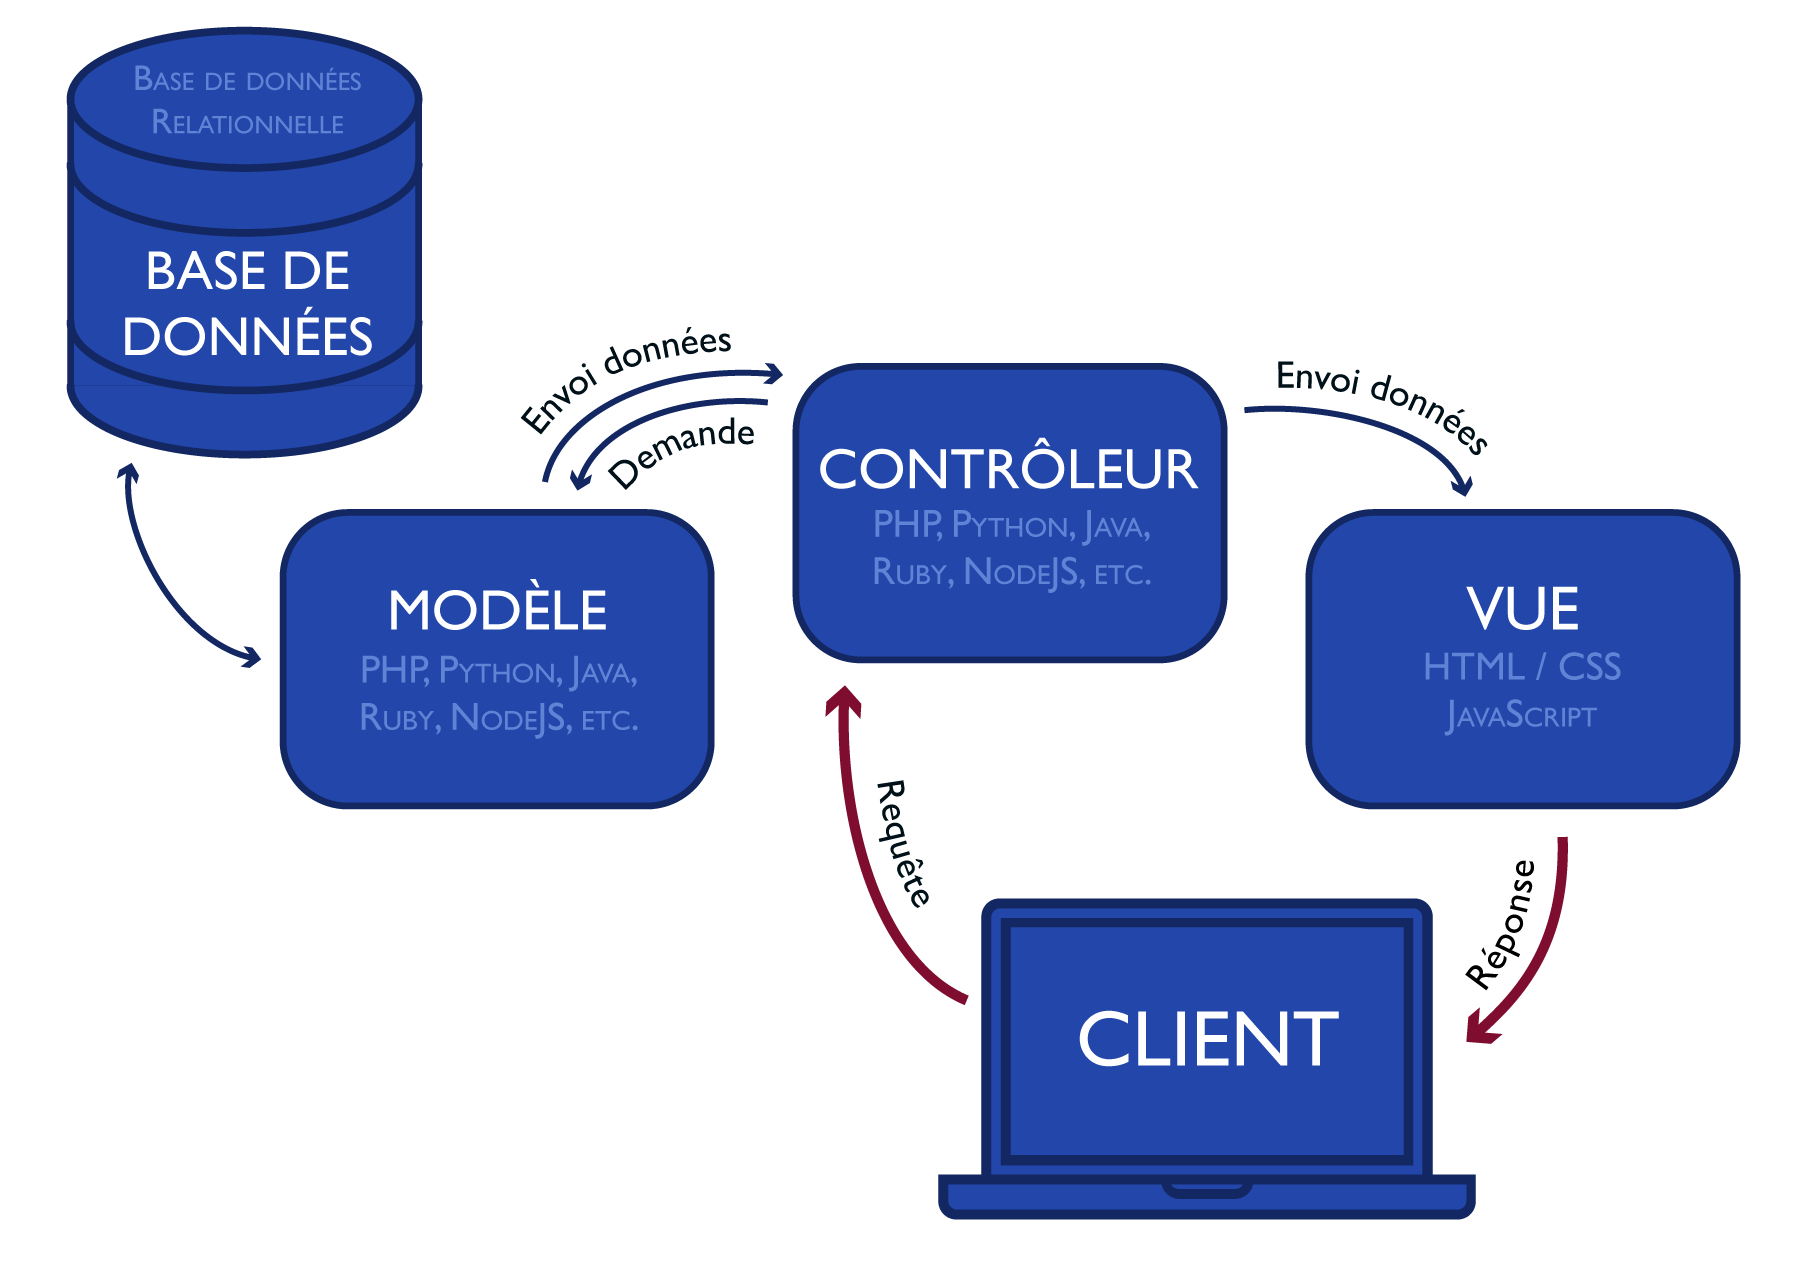 Base de données
Relationnelle
BASE DE
DONNÉES
Envoi données
Demande
CONTRÔLEUR
PHP, Python, Java,
Ruby, NodeJS, etc.
Envoi données
MODÈLE
PHP, Python, Java,
Ruby, NodeJS, etc.
VUE
HTML / CSS
JavaScript
Requête
Réponse
CLIENT